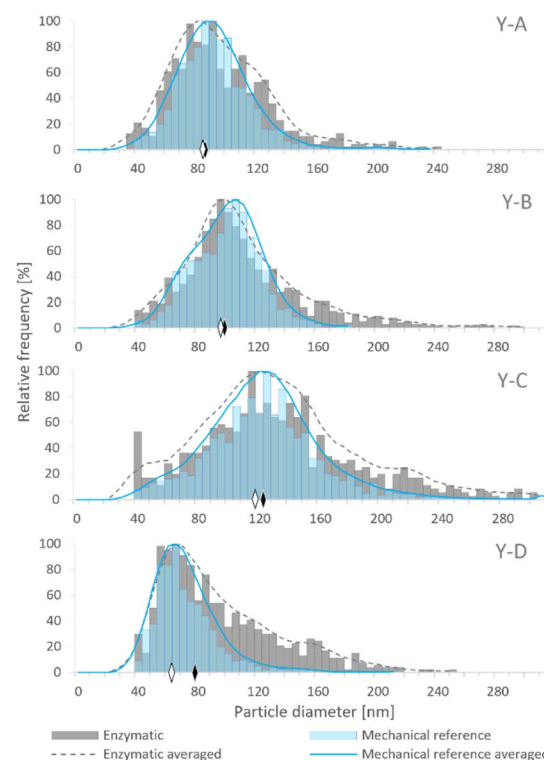 Y-A
100
80
60
40
20
0
0 40 80 120 160 200 240 280
Y-B
100
80
60
40
20
0
0 40 80 120 160 200 240 280
Y-C
100
80
60
40
20
0
0 40 80 120 160 200 240 280
Y-D
100
80
60
40
20
0
0 40 80 120 160 200 240 280
Relative frequency [%]
Particle diameter [nm]
Enzymatic
Mechanical reference
Enzymatic averaged
Mechanical reference averaged